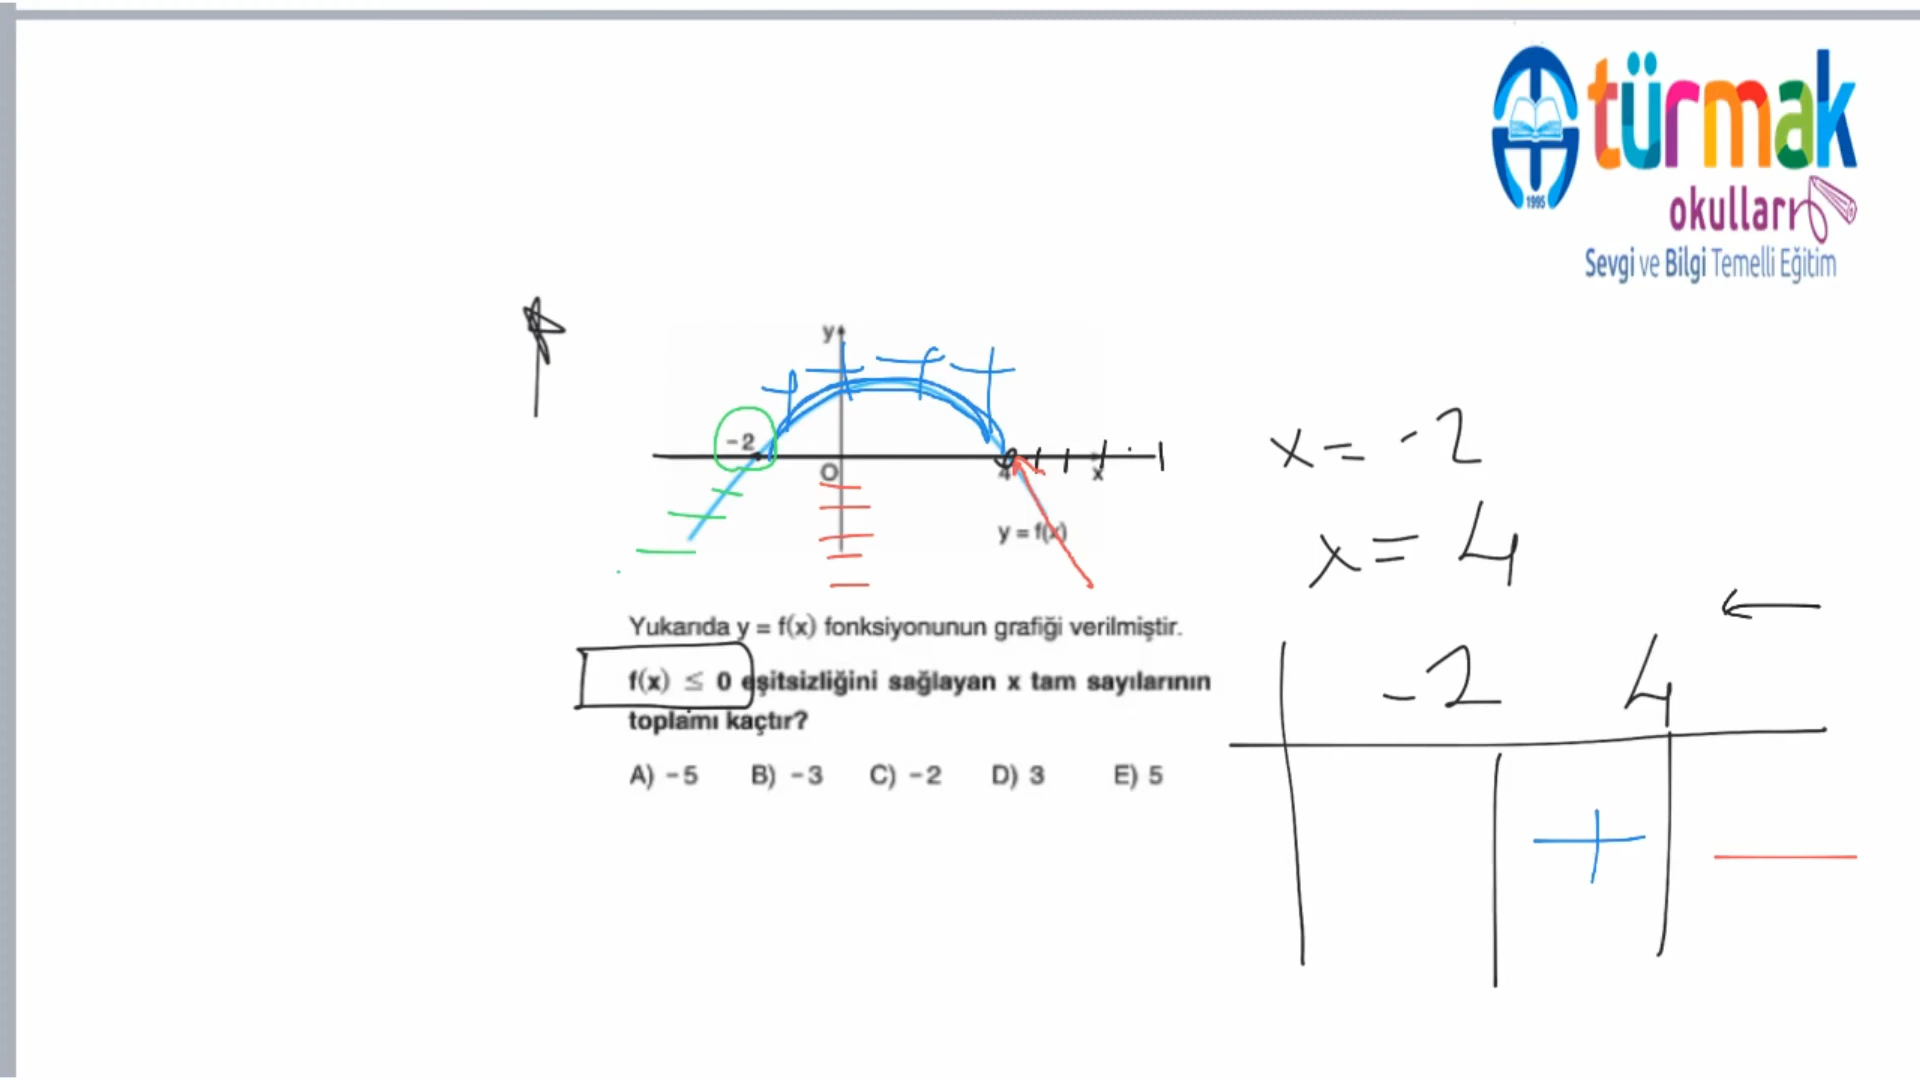 türmak
okulları
1995
Sevgi ve Bilgi Temelli Eğitim
y
-2
O
4
x
y = f(x)
x = -2
x = 4
-2 4
+ −
Yukarıda y = f(x) fonksiyonunun grafiği verilmiştir.
f(x) ≤ 0 eşitsizliğini sağlayan x tam sayılarının
toplamı kaçtır?
A) -5 B) -3 C) -2 D) 3 E) 5